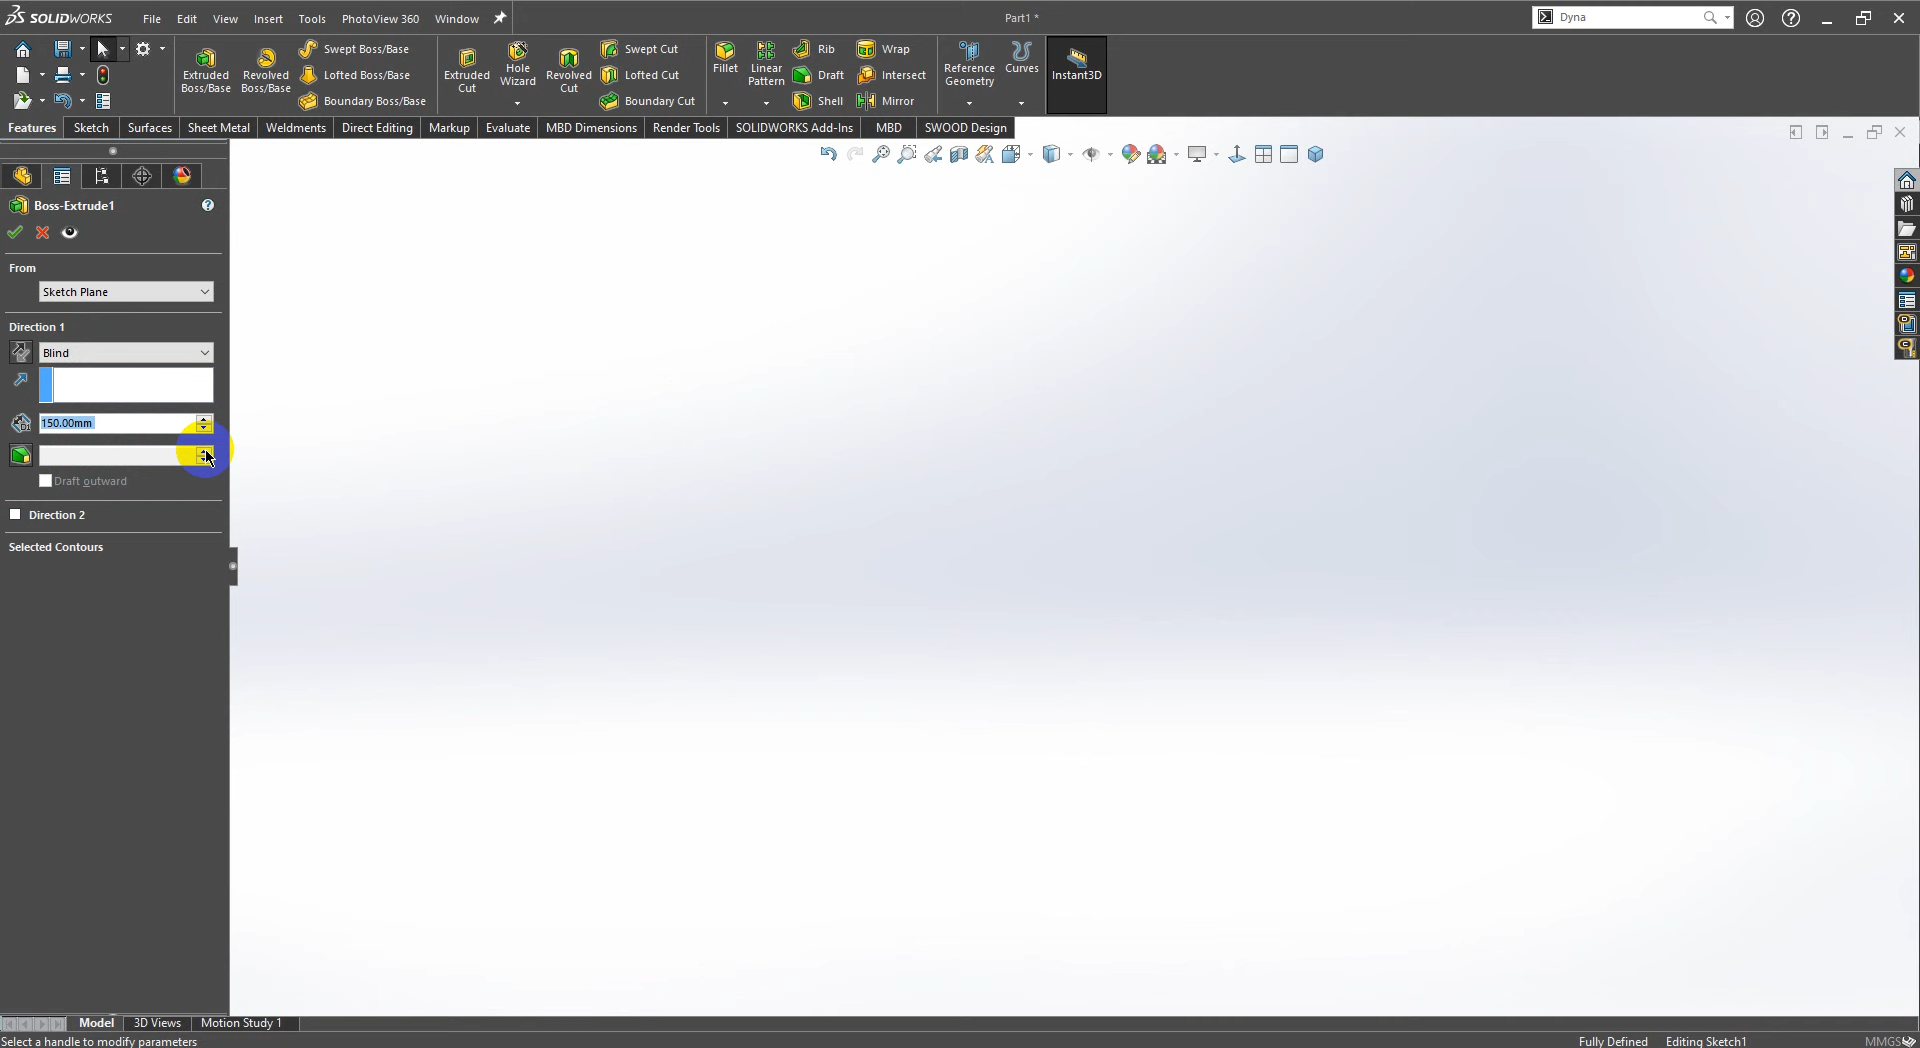 SOLIDWORKS File Edit View Insert Tools PhotoView 360 Window Part1 * Dyna
Extruded Boss/Base
Revolved Boss/Base
Swept Boss/Base
Lofted Boss/Base
Boundary Boss/Base
Extruded Cut
Hole Wizard
Revolved Cut
Swept Cut
Lofted Cut
Boundary Cut
Fillet
Linear Pattern
Rib
Draft
Shell
Wrap
Intersect
Mirror
Reference Geometry
Curves
Instant3D
Features Sketch Surfaces Sheet Metal Weldments Direct Editing Markup Evaluate MBD Dimensions Render Tools SOLIDWORKS Add-Ins MBD SWOOD Design
Boss-Extrude1
From
Sketch Plane
Direction 1
Blind
150.00mm
Draft outward
Direction 2
Selected Contours
Model 3D Views Motion Study 1
Select a handle to modify parameters Fully Defined Editing Sketch1 MMGS